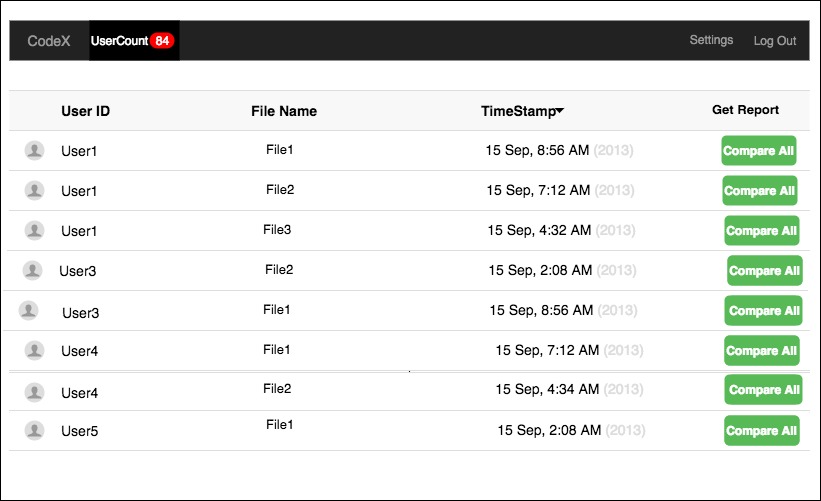 CodeX UserCount 84 Settings Log Out
User ID File Name TimeStamp Get Report
User1 File1 15 Sep, 8:56 AM (2013) Compare All
User1 File2 15 Sep, 7:12 AM (2013) Compare All
User1 File3 15 Sep, 4:32 AM (2013) Compare All
User3 File2 15 Sep, 2:08 AM (2013) Compare All
User3 File1 15 Sep, 8:56 AM (2013) Compare All
User4 File1 15 Sep, 7:12 AM (2013) Compare All
User4 File2 15 Sep, 4:34 AM (2013) Compare All
User5 File1 15 Sep, 2:08 AM (2013) Compare All